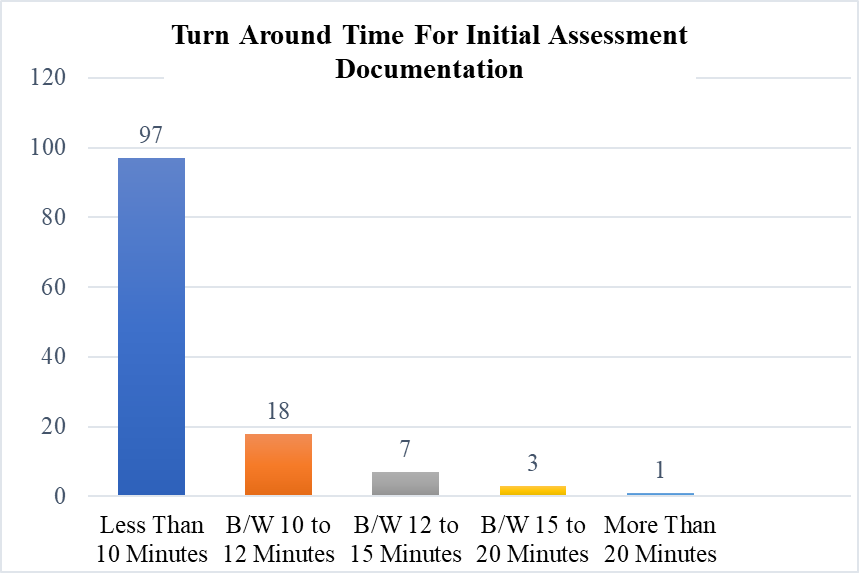 Turn Around Time For Initial Assessment
Documentation
120
100
80
60
40
20
0
97
18
7
3
1
Less Than
10 Minutes
B/W 10 to
12 Minutes
B/W 12 to
15 Minutes
B/W 15 to
20 Minutes
More Than
20 Minutes